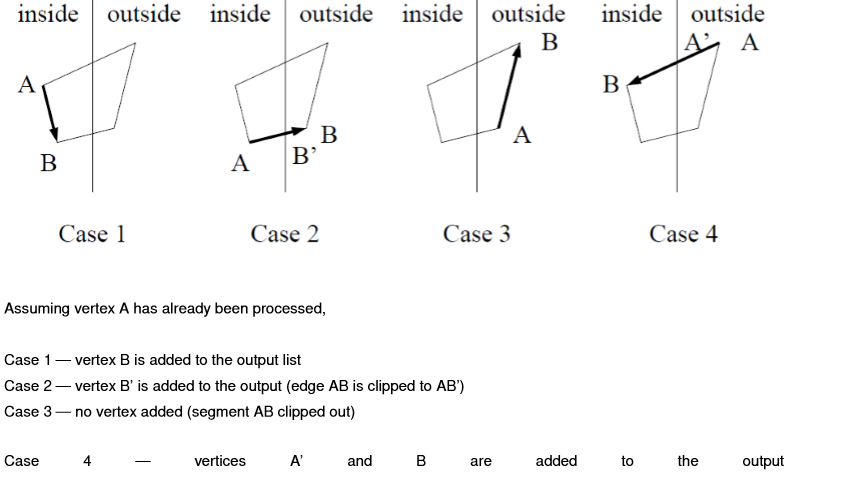 inside outside inside outside inside outside inside outside
B A' A
A B
B A
A B B'
Case 1 Case 2 Case 3 Case 4
Assuming vertex A has already been processed,
Case 1 — vertex B is added to the output list
Case 2 — vertex B’ is added to the output (edge AB is clipped to AB’)
Case 3 — no vertex added (segment AB clipped out)
Case 4 — vertices A’ and B are added to the output